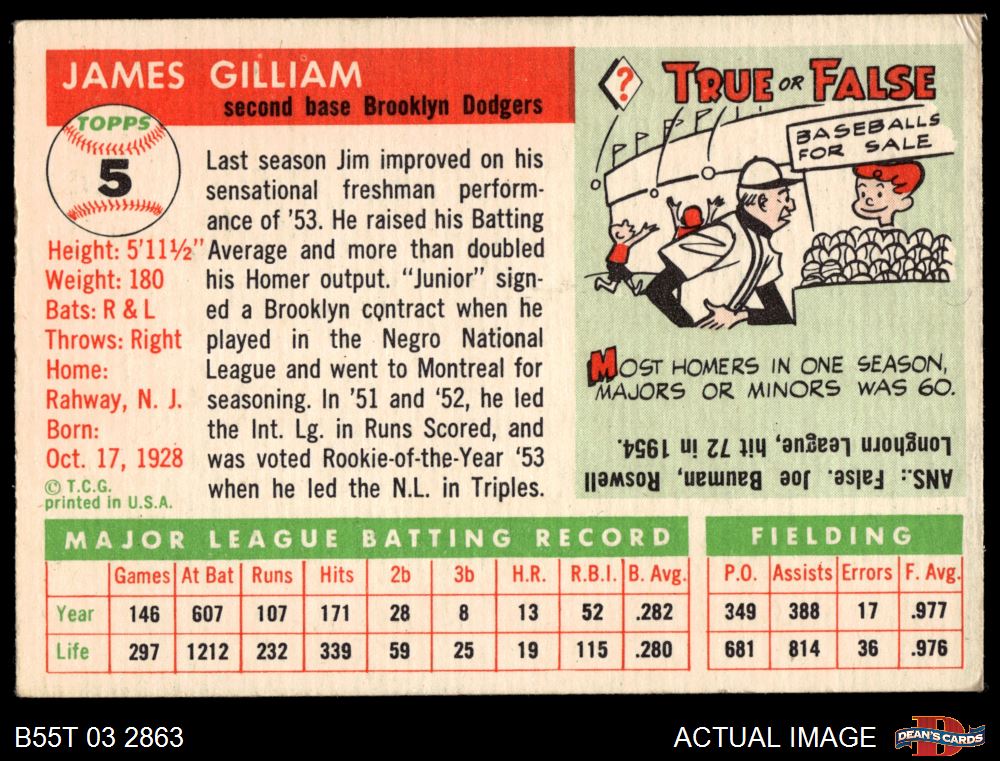 JAMES GILLIAM
second base Brooklyn Dodgers
TOPPS
5
Height: 5'11½"
Weight: 180
Bats: R & L
Throws: Right
Home:
Rahway, N. J.
Born:
Oct. 17, 1928
© T.C.G.
printed in U.S.A.
Last season Jim improved on his
sensational freshman perform-
ance of '53. He raised his Batting
Average and more than doubled
his Homer output. "Junior" sign-
ed a Brooklyn contract when he
played in the Negro National
League and went to Montreal for
seasoning. In '51 and '52, he led
the Int. Lg. in Runs Scored, and
was voted Rookie-of-the-Year '53
when he led the N.L. in Triples.
? TRUE OR FALSE
BASEBALLS
FOR SALE
MOST HOMERS IN ONE SEASON,
MAJORS OR MINORS WAS 60.
ANS.: False. Joe Bauman, Roswell
Longhorn League, hit 72 in 1954.
MAJOR LEAGUE BATTING RECORD
Games At Bat Runs Hits 2b 3b H.R. R.B.I. B. Avg.
Year 146 607 107 171 28 8 13 52 .282
Life 297 1212 232 339 59 25 19 115 .280
FIELDING
P.O. Assists Errors F. Avg.
349 388 17 .977
681 814 36 .976
B55T 03 2863
ACTUAL IMAGE
DEAN'S CARDS